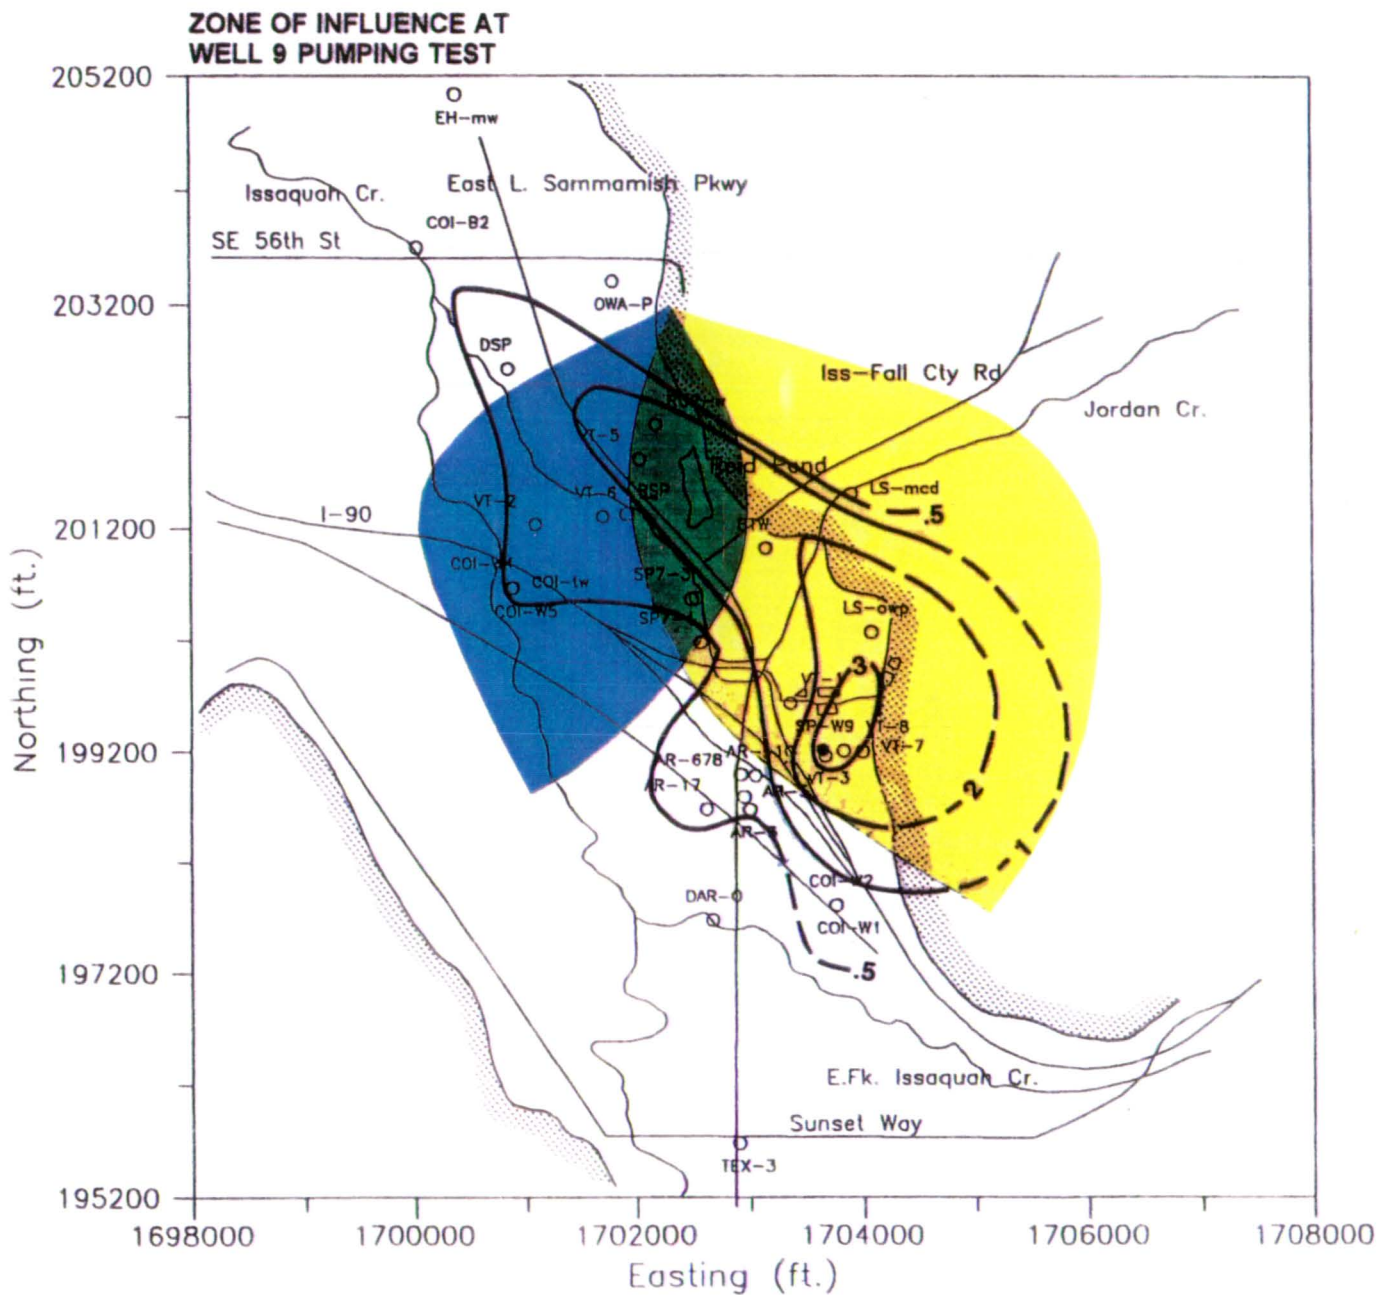 ZONE OF INFLUENCE AT
WELL 9 PUMPING TEST
205200
EH-mw
East L. Sammamish Pkwy
Issaquah Cr.
COI-B2
SE 56th St
203200
OWA-P
DSP
Iss-Fall Cty Rd
Jordan Cr.
VT-5
Reid Pond
LS-mcd
VT-2
VT-6
RSP
.5
I-90
201200
STW
COI-tw
SP7-3
COI-W5
LS-owp
Northing (ft.)
3
VT-1
SP-W9
VT-8
VT-7
199200
AR-678
VT-3
AR-17
2
1
COI-W2
DAR-
COI-W1
197200
.5
E.Fk. Issaquah Cr.
Sunset Way
TEX-3
195200
1698000
1700000
1702000
1704000
1706000
1708000
Easting (ft.)